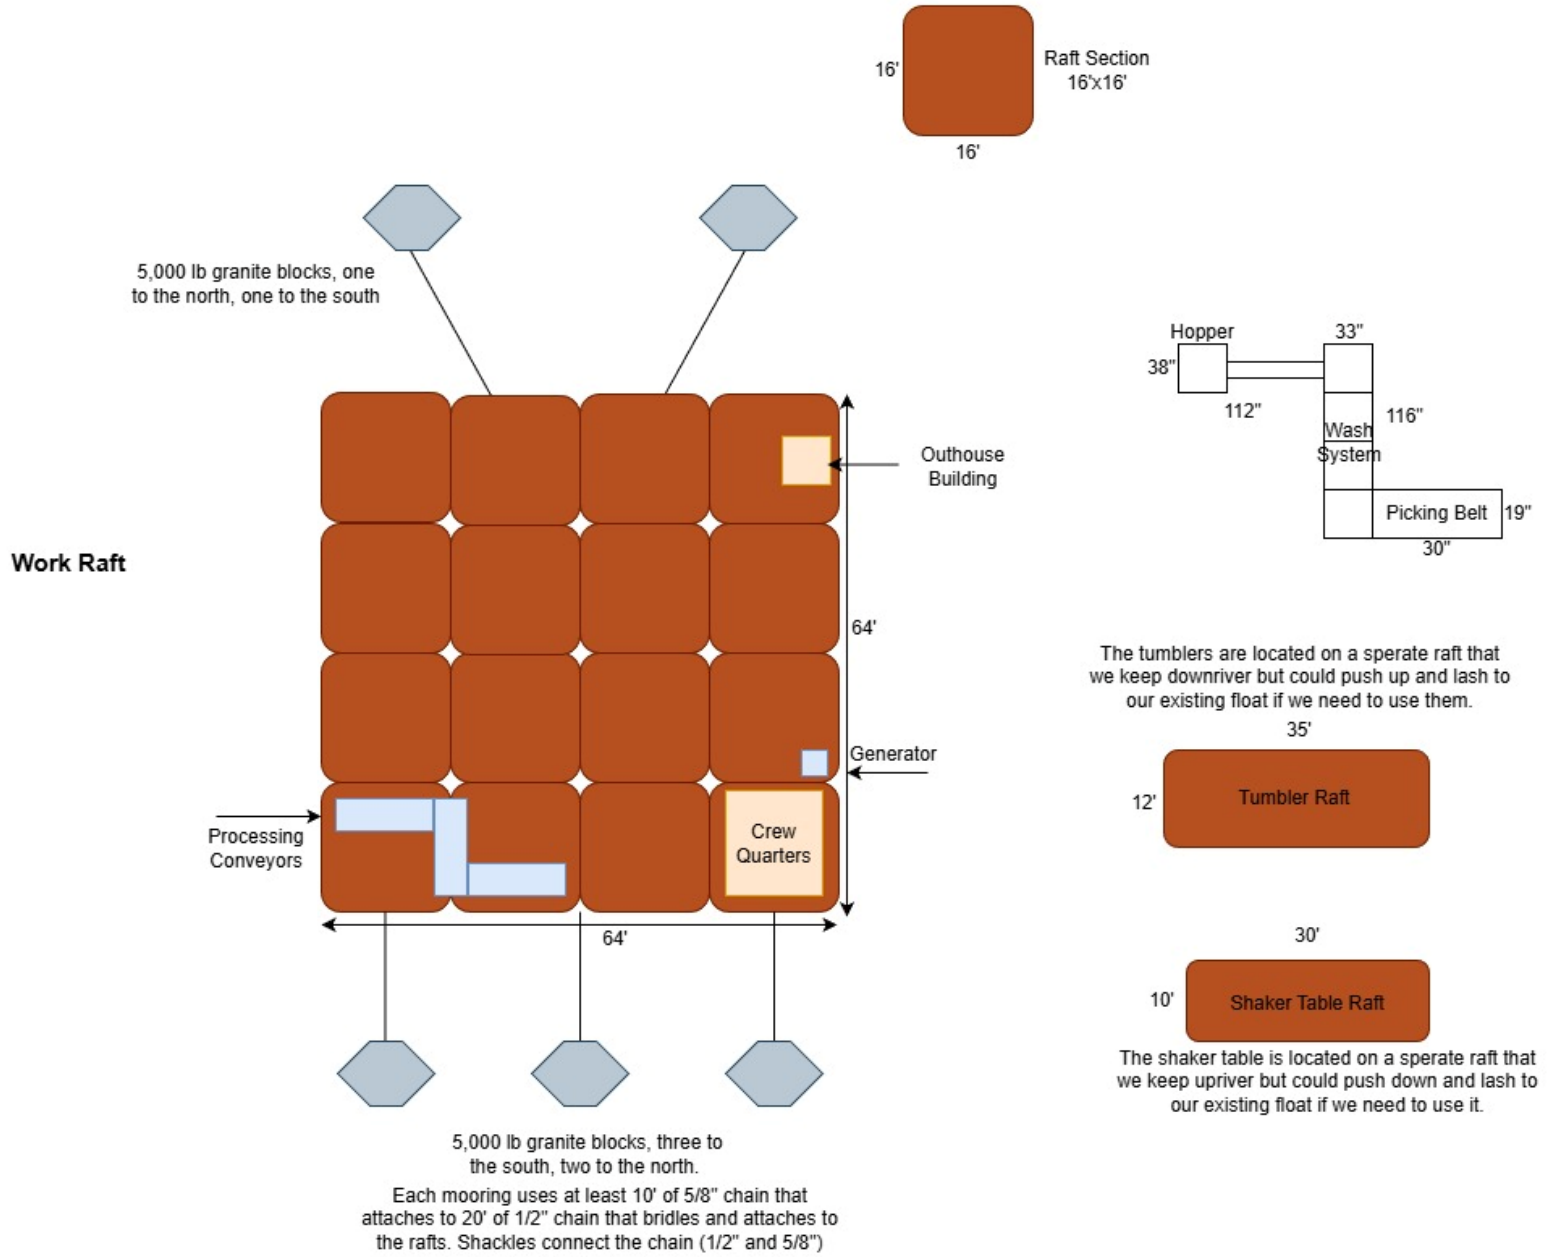 16'
Raft Section
16'x16'
16'
5,000 lb granite blocks, one
to the north, one to the south
Hopper
33"
38"
112"
116"
Wash
System
Picking Belt
19"
30"
Outhouse
Building
Work Raft
64'
Generator
Processing
Conveyors
Crew
Quarters
64'
The tumblers are located on a sperate raft that
we keep downriver but could push up and lash to
our existing float if we need to use them.
35'
12'
Tumbler Raft
30'
10'
Shaker Table Raft
The shaker table is located on a sperate raft that
we keep upriver but could push down and lash to
our existing float if we need to use it.
5,000 lb granite blocks, three to
the south, two to the north.
Each mooring uses at least 10' of 5/8" chain that
attaches to 20' of 1/2" chain that bridles and attaches to
the rafts. Shackles connect the chain (1/2" and 5/8")